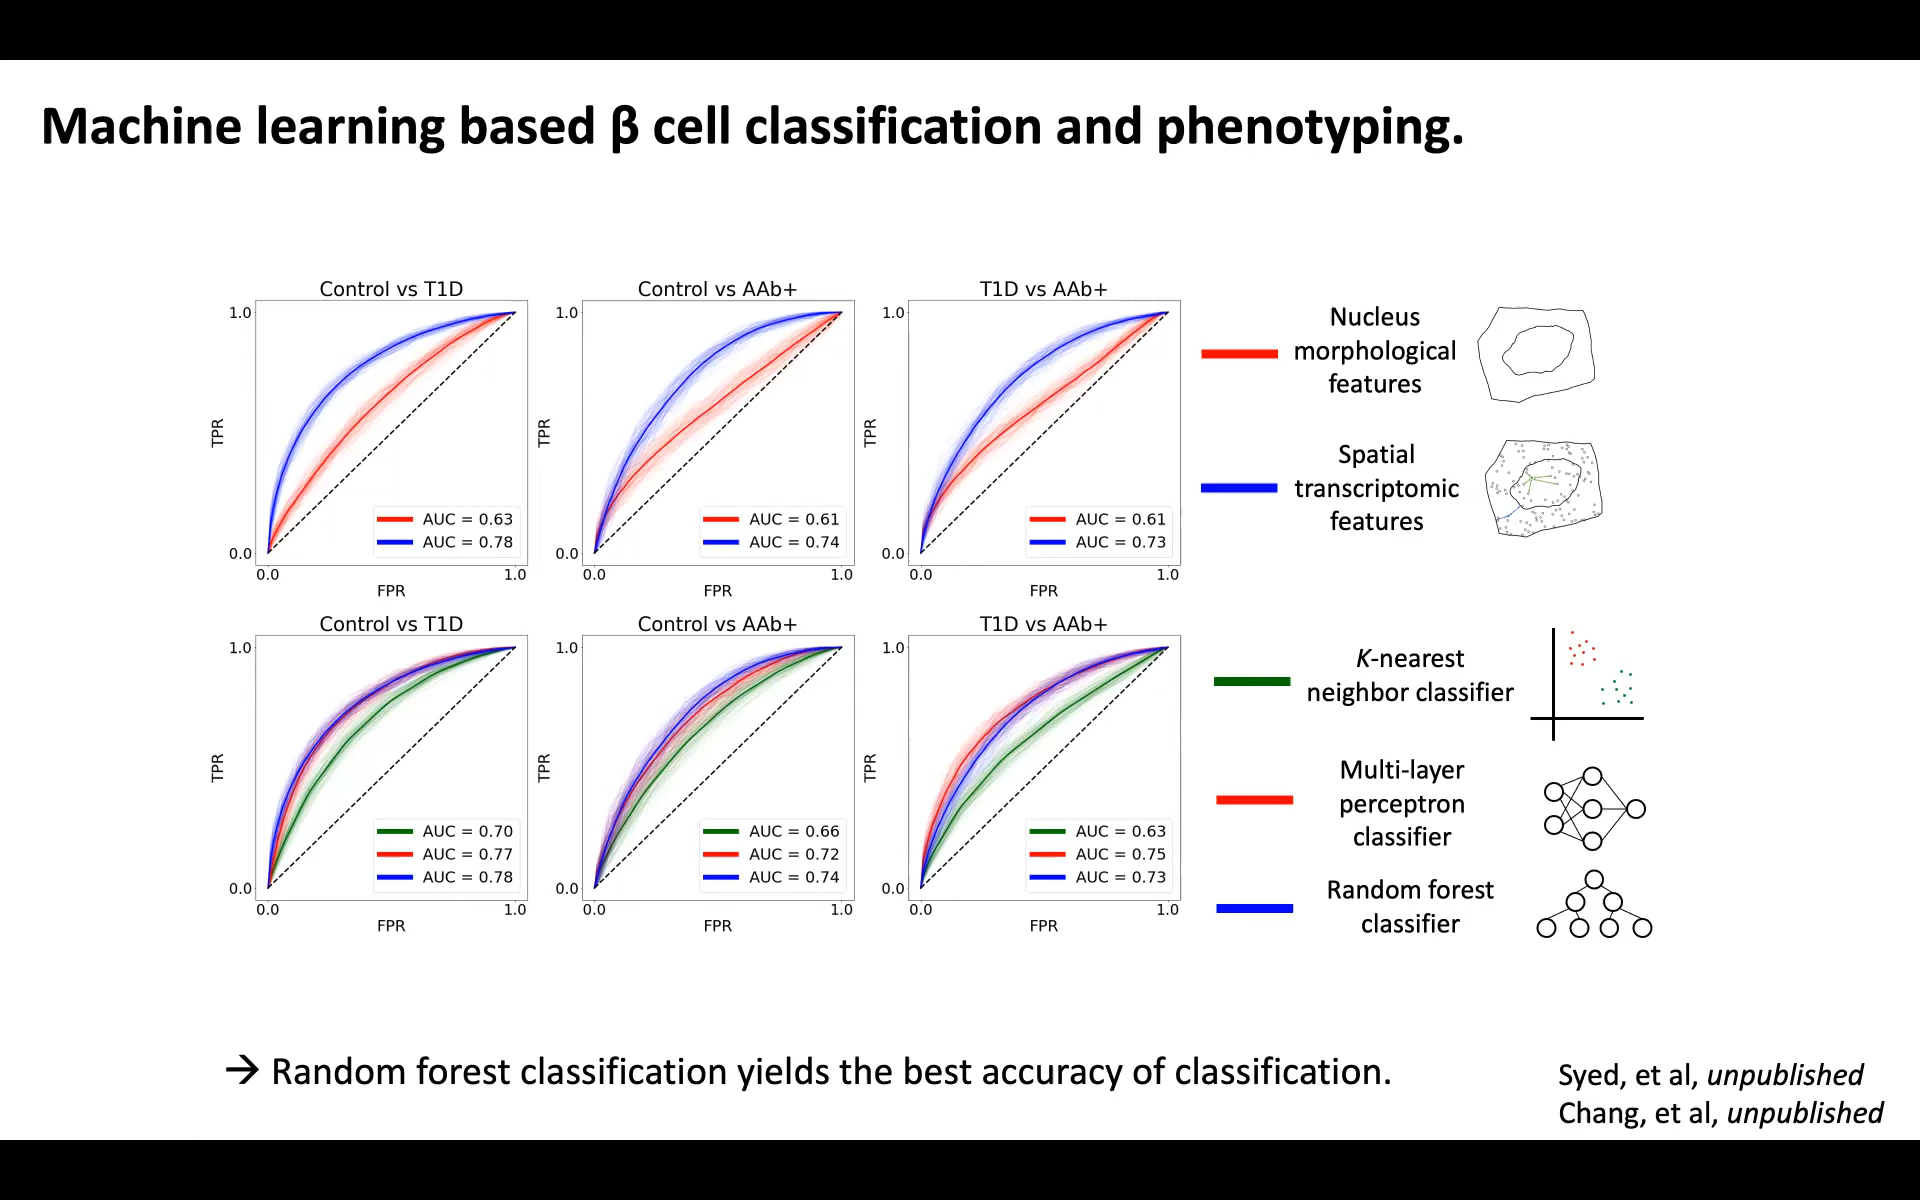 Machine learning based β cell classification and phenotyping.
Control vs T1D
1.0
TPR
0.0
AUC = 0.63
AUC = 0.78
0.0
1.0
FPR
Control vs AAb+
1.0
TPR
0.0
AUC = 0.61
AUC = 0.74
0.0
1.0
FPR
T1D vs AAb+
1.0
TPR
0.0
AUC = 0.61
AUC = 0.73
0.0
1.0
FPR
Nucleus
morphological
features
Spatial
transcriptomic
features
Control vs T1D
1.0
TPR
0.0
AUC = 0.70
AUC = 0.77
AUC = 0.78
0.0
1.0
FPR
Control vs AAb+
1.0
TPR
0.0
AUC = 0.66
AUC = 0.72
AUC = 0.74
0.0
1.0
FPR
T1D vs AAb+
1.0
TPR
0.0
AUC = 0.63
AUC = 0.75
AUC = 0.73
0.0
1.0
FPR
K-nearest
neighbor classifier
Multi-layer
perceptron
classifier
Random forest
classifier
→ Random forest classification yields the best accuracy of classification.
Syed, et al, unpublished
Chang, et al, unpublished